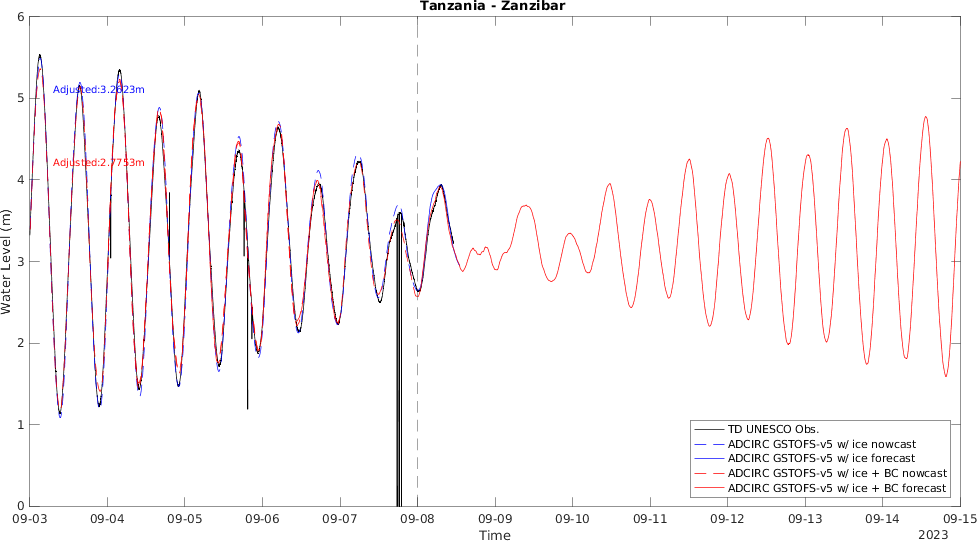 Tanzania - Zanzibar
6
5
4
3
2
1
0
Water Level (m)
Adjusted:3.2623m
Adjusted:2.7753m
TD UNESCO Obs.
ADCIRC GSTOFS-v5 w/ ice nowcast
ADCIRC GSTOFS-v5 w/ ice forecast
ADCIRC GSTOFS-v5 w/ ice + BC nowcast
ADCIRC GSTOFS-v5 w/ ice + BC forecast
09-03 09-04 09-05 09-06 09-07 09-08 09-09 09-10 09-11 09-12 09-13 09-14 09-15
Time
2023